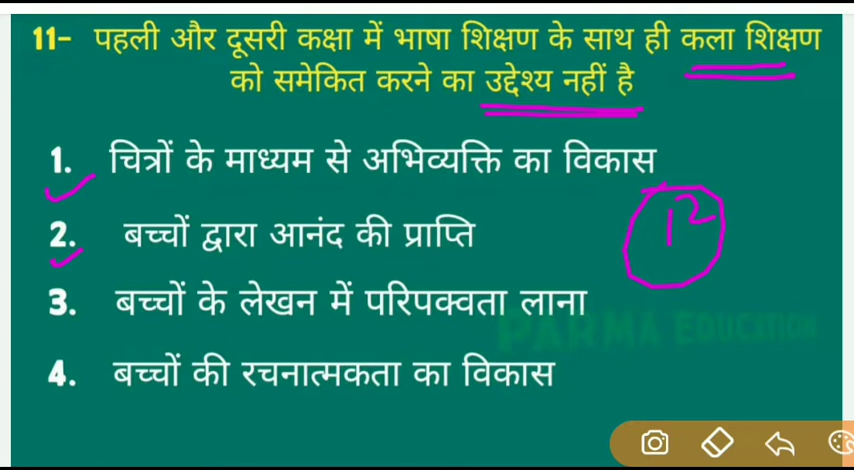 11- पहली और दूसरी कक्षा में भाषा शिक्षण के साथ ही कला शिक्षण
को समेकित करने का उद्देश्य नहीं है
1. चित्रों के माध्यम से अभिव्यक्ति का विकास
2. बच्चों द्वारा आनंद की प्राप्ति
12
3. बच्चों के लेखन में परिपक्वता लाना
PARMA EDUCATION
4. बच्चों की रचनात्मकता का विकास